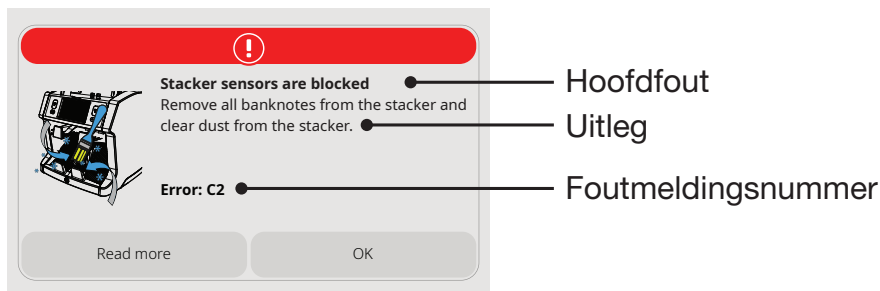 Stacker sensors are blocked
Remove all banknotes from the stacker and
clear dust from the stacker.
Error: C2
Read more
OK
Hoofdfout
Uitleg
Foutmeldingsnummer